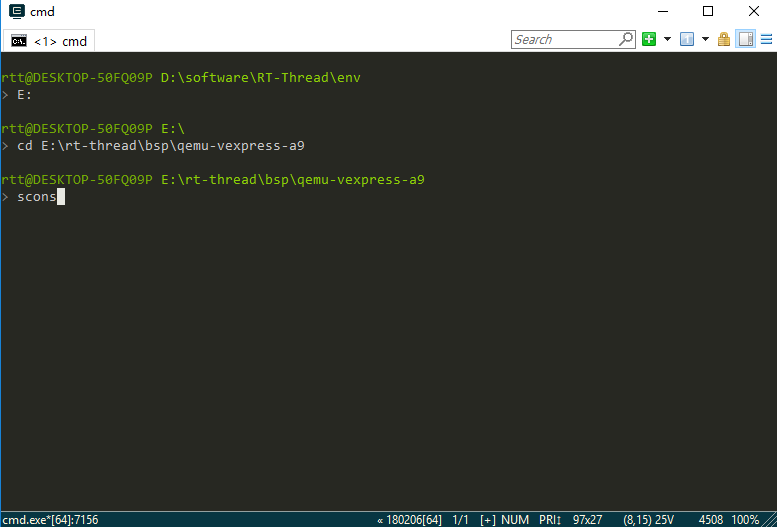 cmd
<1> cmd
Search
rtt@DESKTOP-50FQ09P D:\software\RT-Thread\env
> E:
rtt@DESKTOP-50FQ09P E:\
> cd E:\rt-thread\bsp\qemu-vexpress-a9
rtt@DESKTOP-50FQ09P E:\rt-thread\bsp\qemu-vexpress-a9
> scons
cmd.exe*[64]:7156 « 180206[64] 1/1 [+] NUM PRI↕ 97x27 (8,15) 25V 4508 100%